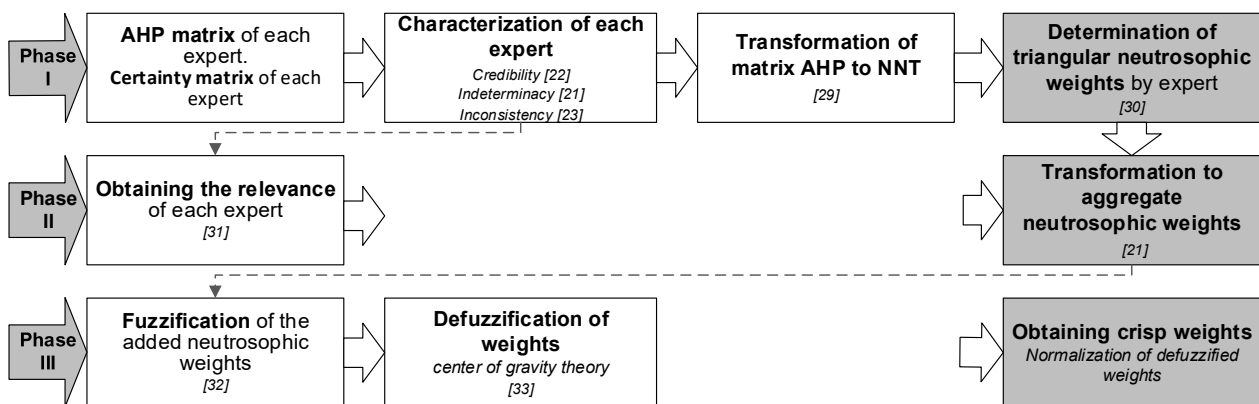 Phase
I
AHP matrix of each
expert.
Certainty matrix of each
expert
Characterization of each
expert
Credibility [22]
Indeterminacy [21]
Inconsistency [23]
Transformation of
matrix AHP to NNT
[29]
Determination of
triangular neutrosophic
weights by expert
[30]
Phase
II
Obtaining the relevance
of each expert
[31]
Transformation to
aggregate
neutrosophic weights
[21]
Phase
III
Fuzzification of the
added neutrosophic
weights
[32]
Defuzzification of
weights
center of gravity theory
[33]
Obtaining crisp weights
Normalization of defuzzified
weights